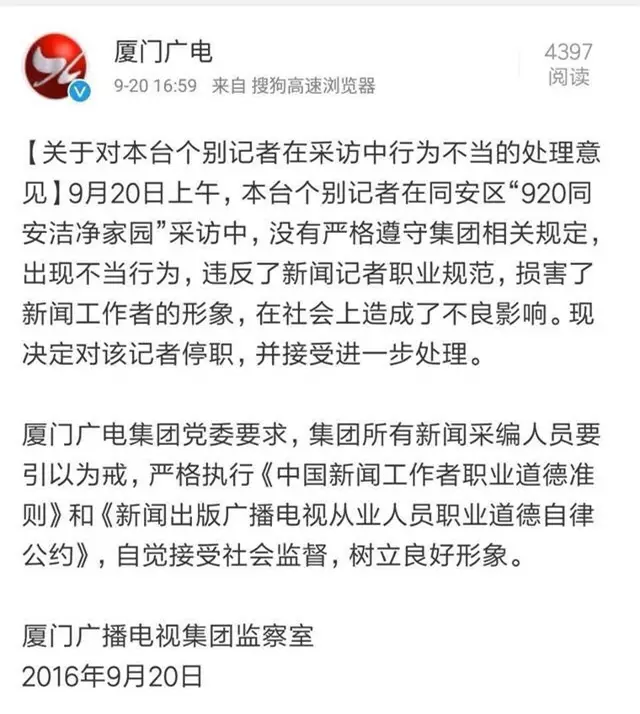 厦门广电
4397
9-20 16:59 来自 搜狗高速浏览器
阅读
【关于对本台个别记者在采访中行为不当的处理意
见】9月20日上午，本台个别记者在同安区“920同
安洁净家园”采访中，没有严格遵守集团相关规定，
出现不当行为，违反了新闻记者职业规范，损害了
新闻工作者的形象，在社会上造成了不良影响。现
决定对该记者停职，并接受进一步处理。
厦门广电集团党委要求，集团所有新闻采编人员要
引以为戒，严格执行《中国新闻工作者职业道德准
则》和《新闻出版广播电视从业人员职业道德自律
公约》，自觉接受社会监督，树立良好形象。
厦门广播电视集团监察室
2016年9月20日